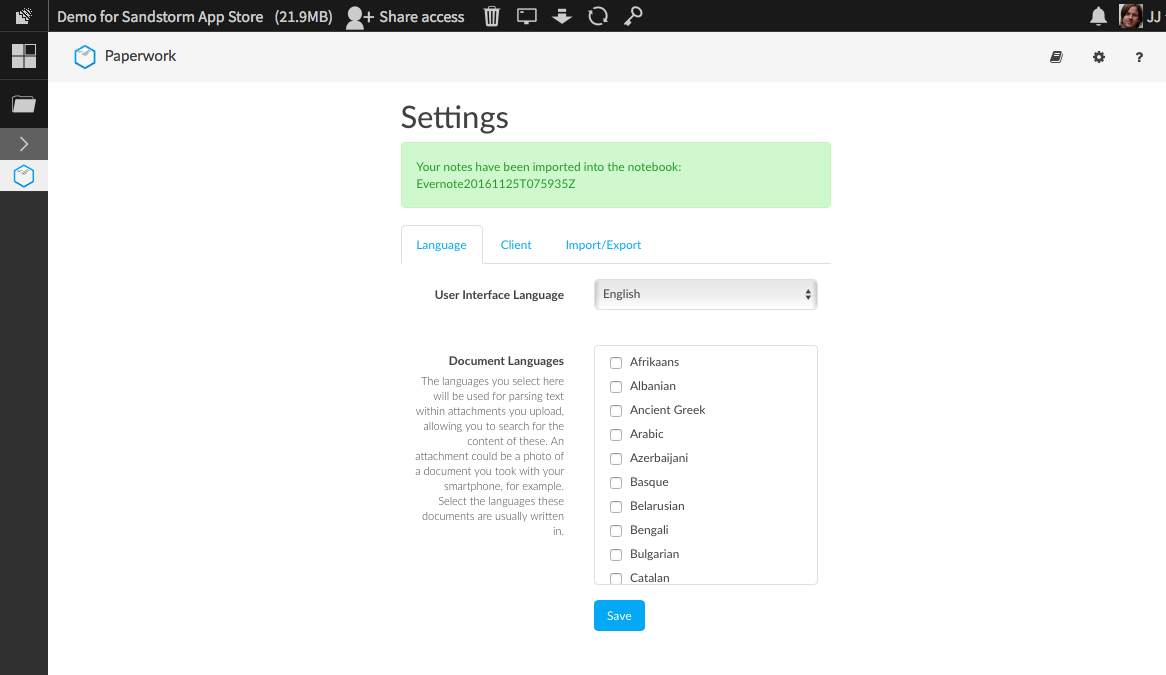 Demo for Sandstorm App Store (21.9MB) Share access JJ
Paperwork ?
Settings
Your notes have been imported into the notebook:
Evernote20161125T075935Z
Language Client Import/Export
User Interface Language English
Document Languages
The languages you select here
will be used for parsing text
within attachments you upload,
allowing you to search for the
content of these. An
attachment could be a photo of
a document you took with your
smartphone, for example.
Select the languages these
documents are usually written
in.
Afrikaans
Albanian
Ancient Greek
Arabic
Azerbaijani
Basque
Belarusian
Bengali
Bulgarian
Catalan
Save